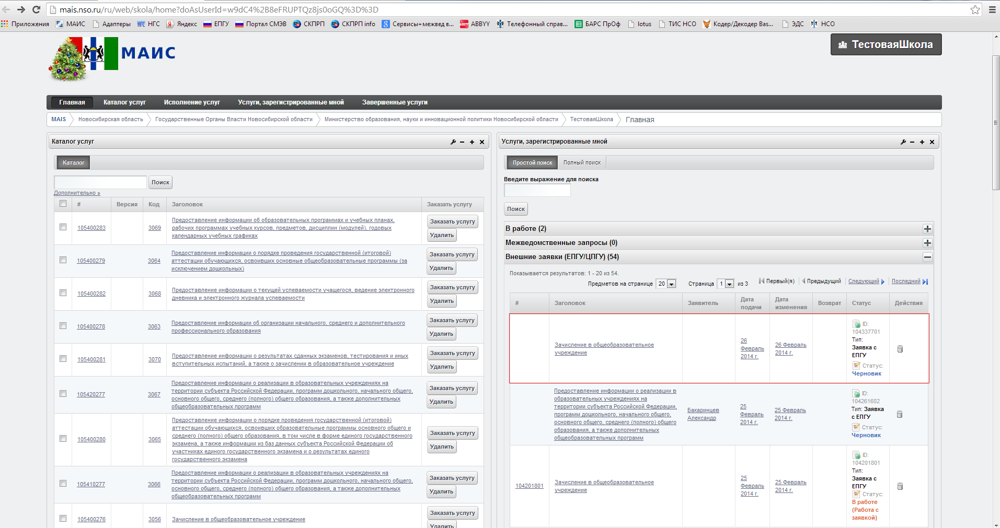 mais.nso.ru/ru/web/skola/home?doAsUserId=w9dC4%2B8eFRUPTQz8js0oGQ%3D%3D
Приложения МАИС Адаптеры НГС Яндекс ЕПГУ Портал СМЭВ СКПРП СКПРП info Сервисы+межвед в... ABBYY Телефонный справ... БАРС ПрОф lotus ТИС НСО Кодер/Декодер Bas... ЭДС НСО
МАИС
ТестоваяШкола
Главная Каталог услуг Исполнение услуг Услуги, зарегистрированные мной Завершенные услуги
МАИС Новосибирская область Государственные Органы Власти Новосибирской области Министерство образования, науки и инновационной политики Новосибирской области ТестоваяШкола Главная
Каталог услуг
Каталог
Поиск
Дополнительно »
# Версия Код Заголовок Заказать услугу
105400283 3069
Предоставление информации об образовательных программах и учебных планах,
рабочих программах учебных курсов, предметов, дисциплин (модулей), годовых
календарных учебных графиках
Заказать услугу
Удалить
105400279 3064
Предоставление информации о порядке проведения государственной (итоговой)
аттестации обучающихся, освоивших основные общеобразовательные программы (за
исключением дошкольных)
Заказать услугу
Удалить
105400282 3068
Предоставление информации о текущей успеваемости учащегося, ведение электронного
дневника и электронного журнала успеваемости
Заказать услугу
Удалить
105400278 3063
Предоставление информации об организации начального, среднего и дополнительного
профессионального образования
Заказать услугу
Удалить
105400281 3070
Предоставление информации о результатах сданных экзаменов, тестирования и иных
вступительных испытаний, а также о зачислении в образовательное учреждение
Заказать услугу
Удалить
105420277 3067
Предоставление информации о реализации в образовательных учреждениях на
территории субъекта Российской Федерации, программ дошкольного, начального общего,
основного общего, среднего (полного) общего образования, а также дополнительных
общеобразовательных программ
Заказать услугу
Удалить
105400280 3065
Предоставление информации о порядке проведения государственной (итоговой)
аттестации обучающихся, освоивших образовательные программы основного общего и
среднего (полного) общего образования, в том числе в форме единого государственного
экзамена, а также информации из баз данных субъекта Российской Федерации об
участниках единого государственного экзамена и о результатах единого
государственного экзамена
Заказать услугу
Удалить
105410277 3066
Предоставление информации о реализации в образовательных учреждениях на
территории субъекта Российской Федерации, программ дошкольного, начального общего,
основного общего, среднего (полного) общего образования, а также дополнительных
общеобразовательных программ
Заказать услугу
Удалить
105400276 3056
Зачисление в общеобразовательное учреждение
Заказать услугу
Удалить
Услуги, зарегистрированные мной
Простой поиск Полный поиск
Введите выражение для поиска
Поиск
В работе (2)
Межведомственные запросы (0)
Внешние заявки (ЕПГУ/ЦПГУ) (54)
Показывается результатов: 1 - 20 из 54.
Предметов на странице 20 Страница 1 из 3 Первый(я) Предыдущий Следующий Последний
# Заголовок Заявитель Дата подачи Дата изменения Возврат Статус Действия
Зачисление в общеобразовательное
учреждение
26
Февраль
2014 г.
26 Февраль
2014 г.
ID:
104337701
Тип:
Заявка с
ЕПГУ
Статус:
Черновик
Предоставление информации о реализации в
образовательных учреждениях на
территории субъекта Российской Федерации,
программ дошкольного, начального общего,
основного общего, среднего (полного) общего
образования, а также дополнительных
общеобразовательных программ
Бакаринцев
Александр
25
Февраль
2014 г.
25 Февраль
2014 г.
ID:
104261602
Тип: Заявка
с ЕПГУ
Статус:
Черновик
104201801
Зачисление в общеобразовательное
учреждение
25
Февраль
2014 г.
25 Февраль
2014 г.
ID:
104201801
Тип:
Заявка с
ЕПГУ
Статус:
В работе
(Работа с
заявкой)